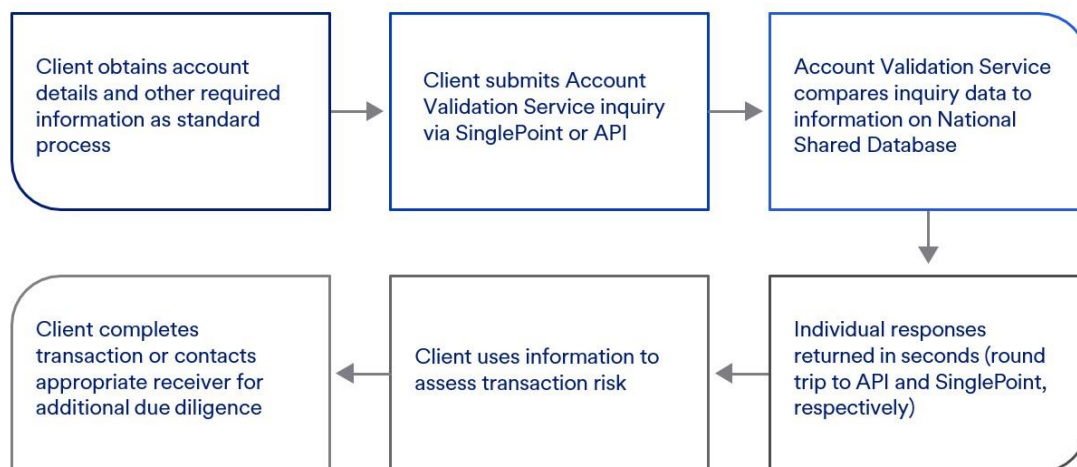 Client obtains account
details and other required
information as standard
process
Client submits Account
Validation Service inquiry
via SinglePoint or API
Account Validation Service
compares inquiry data to
information on National
Shared Database
Individual responses
returned in seconds (round
trip to API and SinglePoint,
respectively)
Client uses information to
assess transaction risk
Client completes
transaction or contacts
appropriate receiver for
additional due diligence